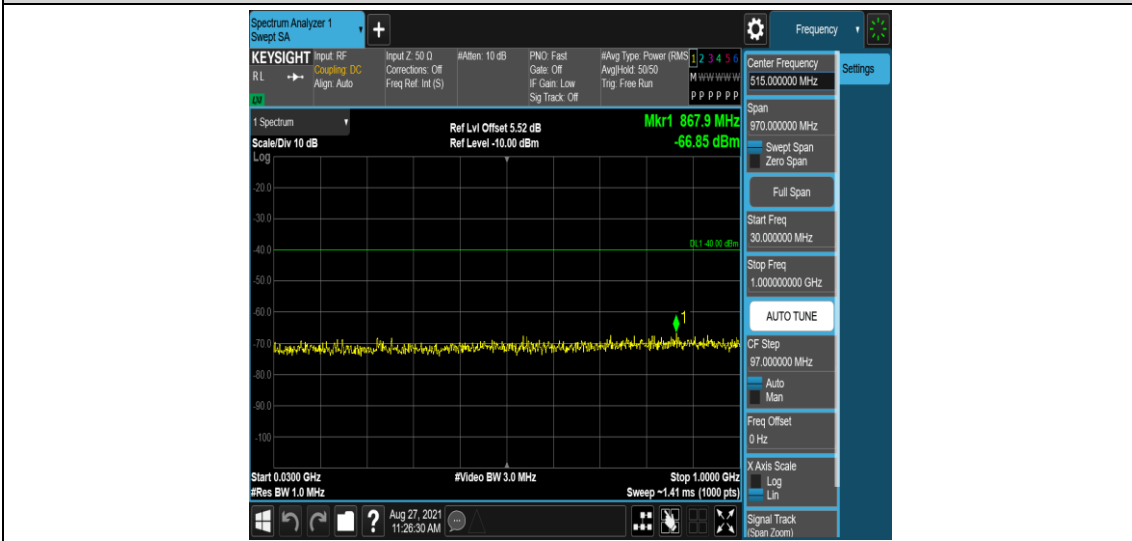 Spectrum Analyzer 1
Swept SA
+
Frequency
KEYSIGHT
RL
LXI
Input: RF
Coupling: DC
Align: Auto
Input Z: 50 Ω
Corrections: Off
Freq Ref: Int (S)
#Atten: 10 dB
PNO: Fast
Gate: Off
IF Gain: Low
Sig Track: Off
#Avg Type: Power (RMS
Avg|Hold: 50/50
Trig: Free Run
1 2 3 4 5 6
M W W W W W
P P P P P P
1 Spectrum
Scale/Div 10 dB
Log
Ref Lvl Offset 5.52 dB
Ref Level -10.00 dBm
Mkr1 867.9 MHz
-66.85 dBm
-20.0
-30.0
-40.0
DL1 -40.00 dBm
-50.0
-60.0
1
-70.0
-80.0
-90.0
-100
Start 0.0300 GHz
#Res BW 1.0 MHz
#Video BW 3.0 MHz
Stop 1.0000 GHz
Sweep ~1.41 ms (1000 pts)
?
Aug 27, 2021
11:26:30 AM
Center Frequency
515.000000 MHz
Settings
Span
970.000000 MHz
Swept Span
Zero Span
Full Span
Start Freq
30.000000 MHz
Stop Freq
1.000000000 GHz
AUTO TUNE
CF Step
97.000000 MHz
Auto
Man
Freq Offset
0 Hz
X Axis Scale
Log
Lin
Signal Track
(Span Zoom)